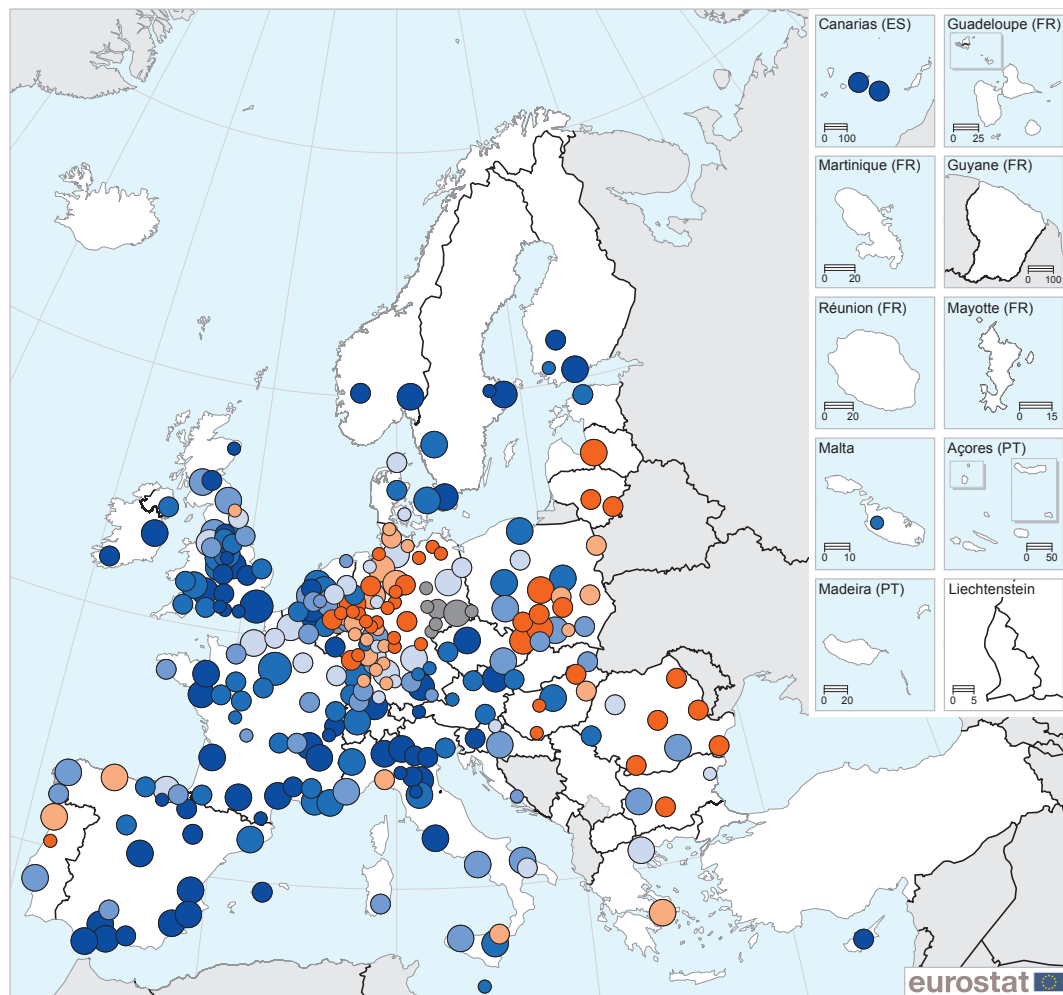 Canarias (ES)
0 100
Guadeloupe (FR)
0 25
Martinique (FR)
0 20
Guyane (FR)
0 100
Réunion (FR)
0 20
Mayotte (FR)
0 15
Malta
0 10
Açores (PT)
0 50
Madeira (PT)
0 20
Liechtenstein
0 5
eurostat